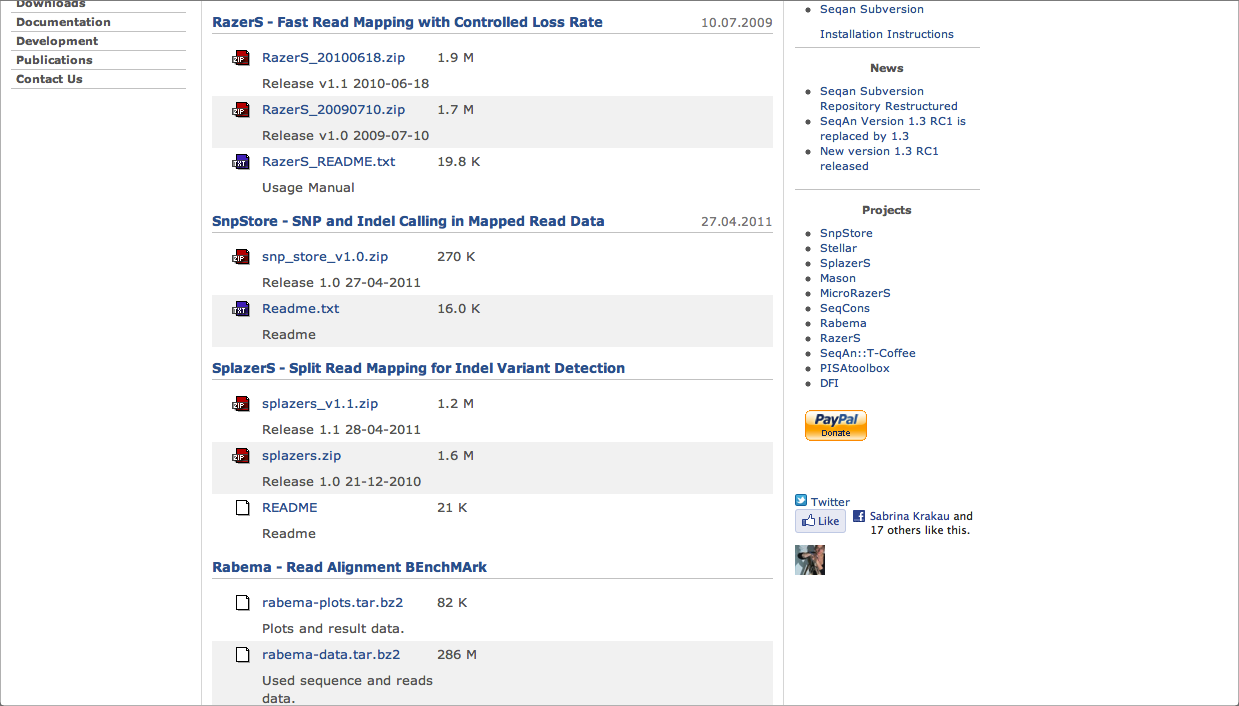 Downloads
Documentation
Development
Publications
Contact Us
RazerS - Fast Read Mapping with Controlled Loss Rate 10.07.2009
ZIP RazerS_20100618.zip 1.9 M
Release v1.1 2010-06-18
ZIP RazerS_20090710.zip 1.7 M
Release v1.0 2009-07-10
TXT RazerS_README.txt 19.8 K
Usage Manual
SnpStore - SNP and Indel Calling in Mapped Read Data 27.04.2011
ZIP snp_store_v1.0.zip 270 K
Release 1.0 27-04-2011
TXT Readme.txt 16.0 K
Readme
SplazerS - Split Read Mapping for Indel Variant Detection
ZIP splazers_v1.1.zip 1.2 M
Release 1.1 28-04-2011
ZIP splazers.zip 1.6 M
Release 1.0 21-12-2010
README 21 K
Readme
Rabema - Read Alignment BEnchMArk
rabema-plots.tar.bz2 82 K
Plots and result data.
rabema-data.tar.bz2 286 M
Used sequence and reads
data.
Seqan Subversion
Installation Instructions
News
Seqan Subversion
Repository Restructured
SeqAn Version 1.3 RC1 is
replaced by 1.3
New version 1.3 RC1
released
Projects
SnpStore
Stellar
SplazerS
Mason
MicroRazerS
SeqCons
Rabema
RazerS
SeqAn::T-Coffee
PISAtoolbox
DFI
PayPal
Donate
Twitter
Like Sabrina Krakau and
17 others like this.